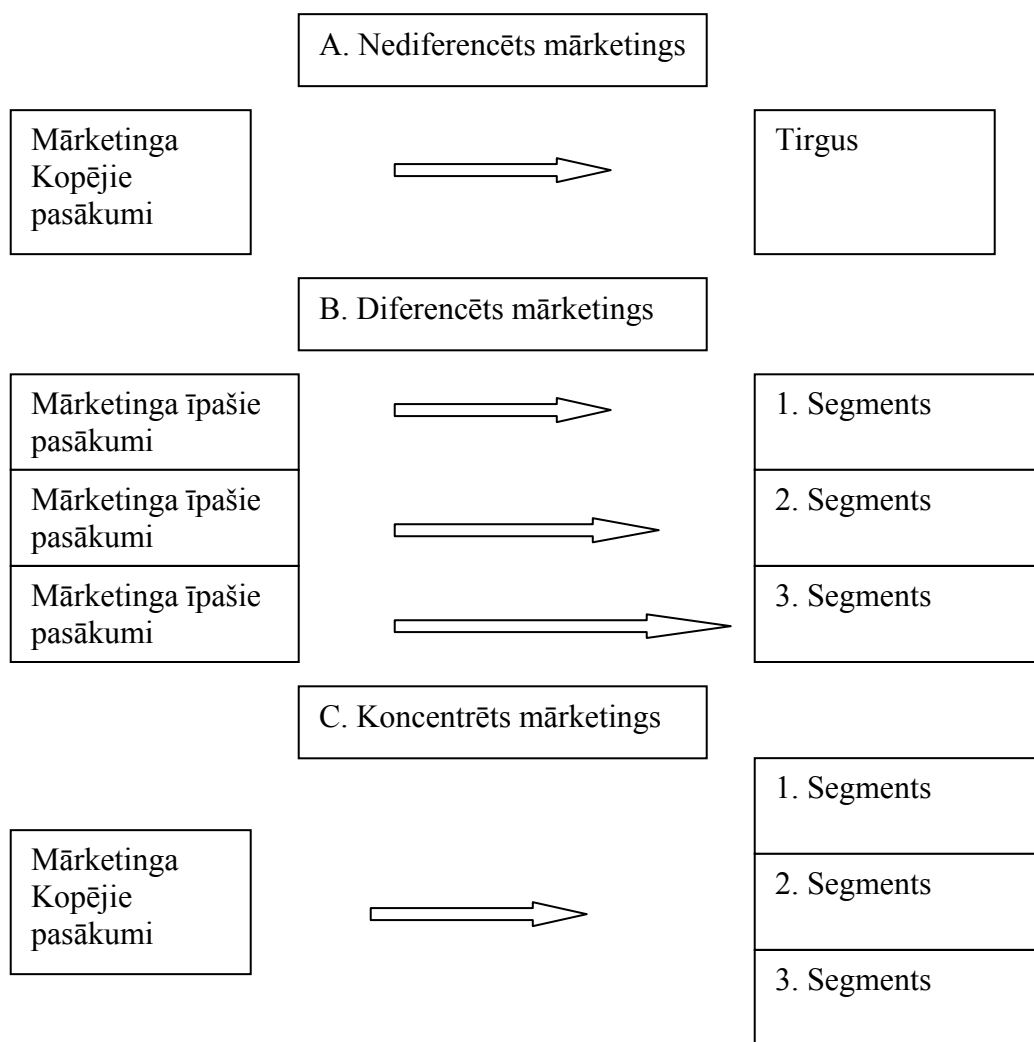 A. Nediferencēts mārketings
Mārketinga
Kopējie
pasākumi
Tirgus
B. Diferencēts mārketings
Mārketinga īpašie
pasākumi
1. Segments
Mārketinga īpašie
pasākumi
2. Segments
Mārketinga īpašie
pasākumi
3. Segments
C. Koncentrēts mārketings
Mārketinga
Kopējie
pasākumi
1. Segments
2. Segments
3. Segments